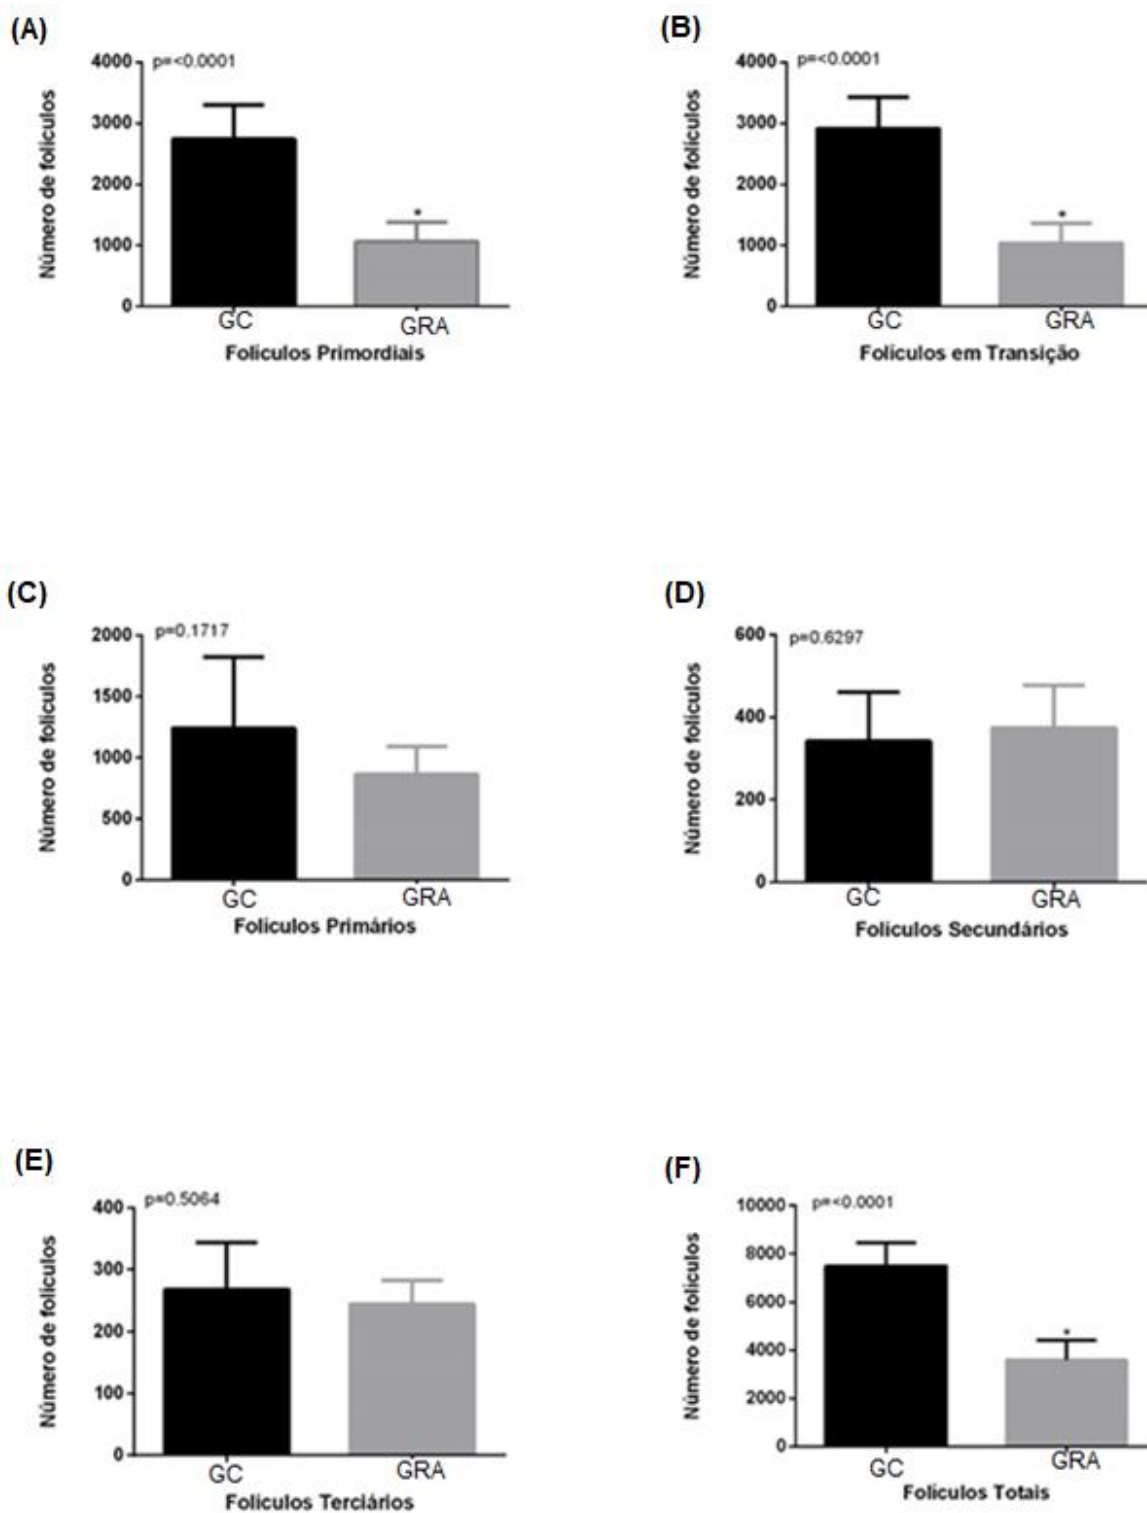 (A)
p=<0.0001
Número de folículos
4000
3000
2000
1000
0
GC
GRA
Folículos Primordiais
(B)
p=<0.0001
Número de folículos
4000
3000
2000
1000
0
GC
GRA
Folículos em Transição
(C)
p=0.1717
Número de folículos
2000
1500
1000
500
0
GC
GRA
Folículos Primários
(D)
p=0.6297
Número de folículos
600
400
200
0
GC
GRA
Folículos Secundários
(E)
p=0.5064
Número de folículos
400
300
200
100
0
GC
GRA
Folículos Terciários
(F)
p=<0.0001
Número de folículos
10000
8000
6000
4000
2000
0
GC
GRA
Folículos Totais